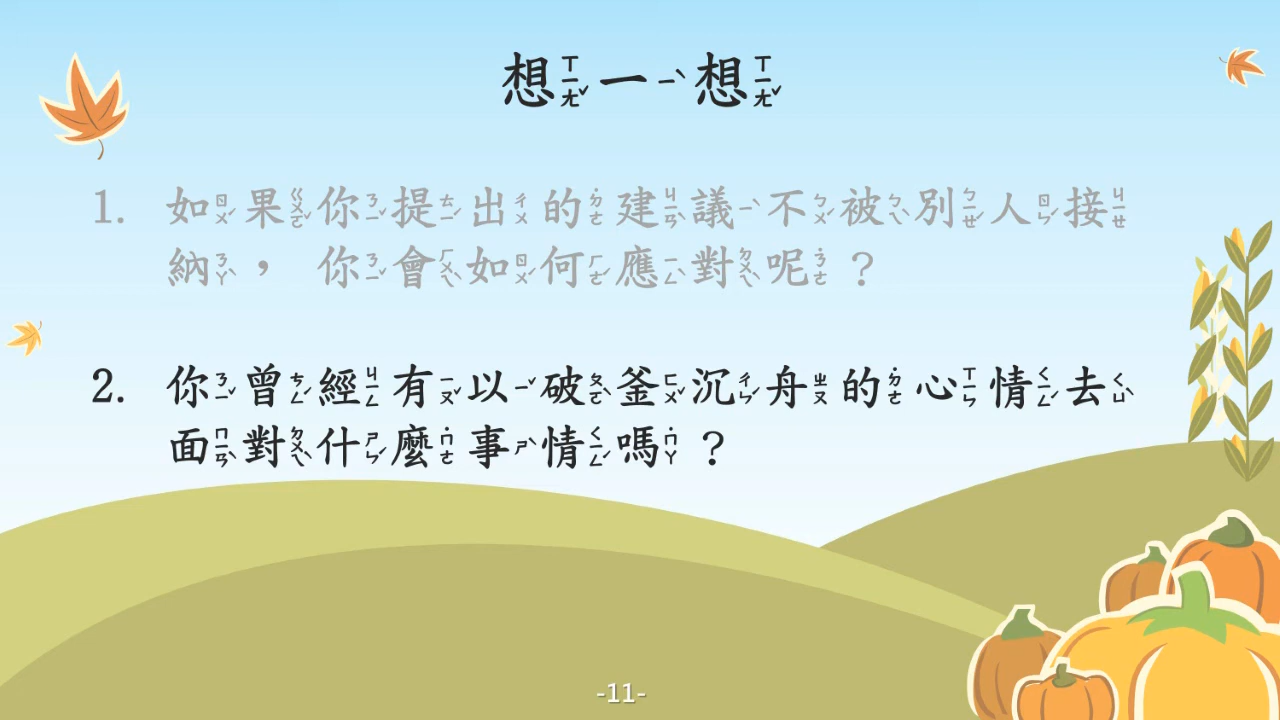 想一想
1. 如果你提出的建議不被別人接
納，你會如何應對呢？
2. 你曾經有以破釜沉舟的心情去
面對什麼事情嗎？
-11-